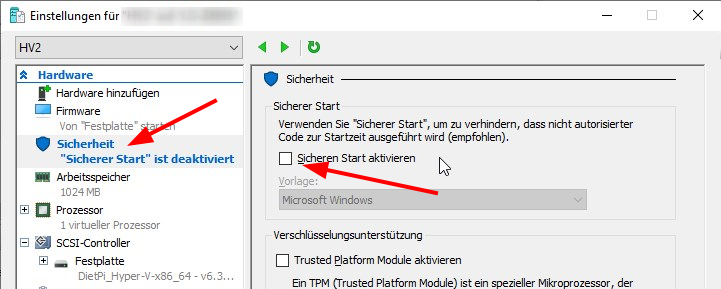 Einstellungen für
HV2
Hardware
Hardware hinzufügen
Firmware
Von "Festplatte" starten
Sicherheit
"Sicherer Start" ist deaktiviert
Arbeitsspeicher
1024 MB
Prozessor
1 virtueller Prozessor
SCSI-Controller
Festplatte
DietPi_Hyper-V-x86_64 - v6.3...
Sicherheit
Sicherer Start
Verwenden Sie "Sicherer Start", um zu verhindern, dass nicht autorisierter
Code zur Startzeit ausgeführt wird (empfohlen).
Sicheren Start aktivieren
Vorlage:
Microsoft Windows
Verschlüsselungsunterstützung
Trusted Platform Module aktivieren
Ein TPM (Trusted Platform Module) ist ein spezieller Mikroprozessor, der